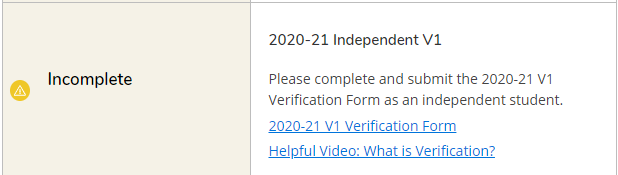 Incomplete
2020-21 Independent V1
Please complete and submit the 2020-21 V1
Verification Form as an independent student.
2020-21 V1 Verification Form
Helpful Video: What is Verification?